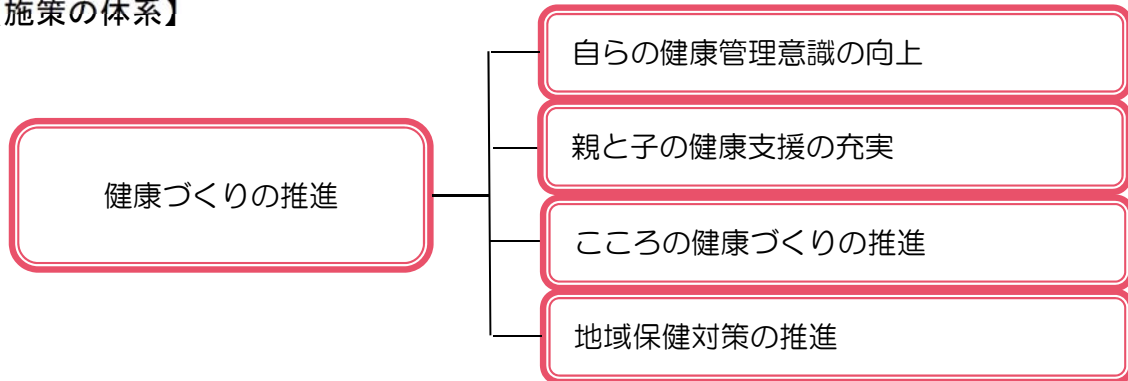 施策の体系】
自らの健康管理意識の向上
親と子の健康支援の充実
健康づくりの推進
こころの健康づくりの推進
地域保健対策の推進